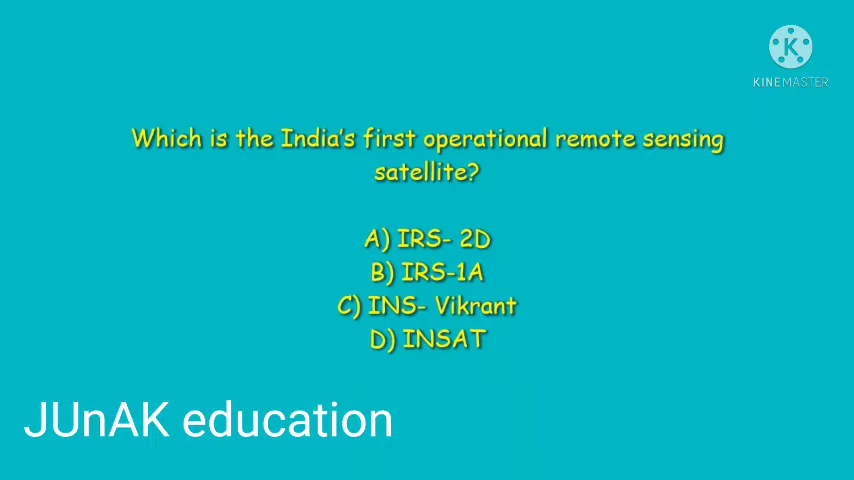 K
KINEMASTER
Which is the India's first operational remote sensing
satellite?
A) IRS- 2D
B) IRS-1A
C) INS- Vikrant
D) INSAT
JUnAK education